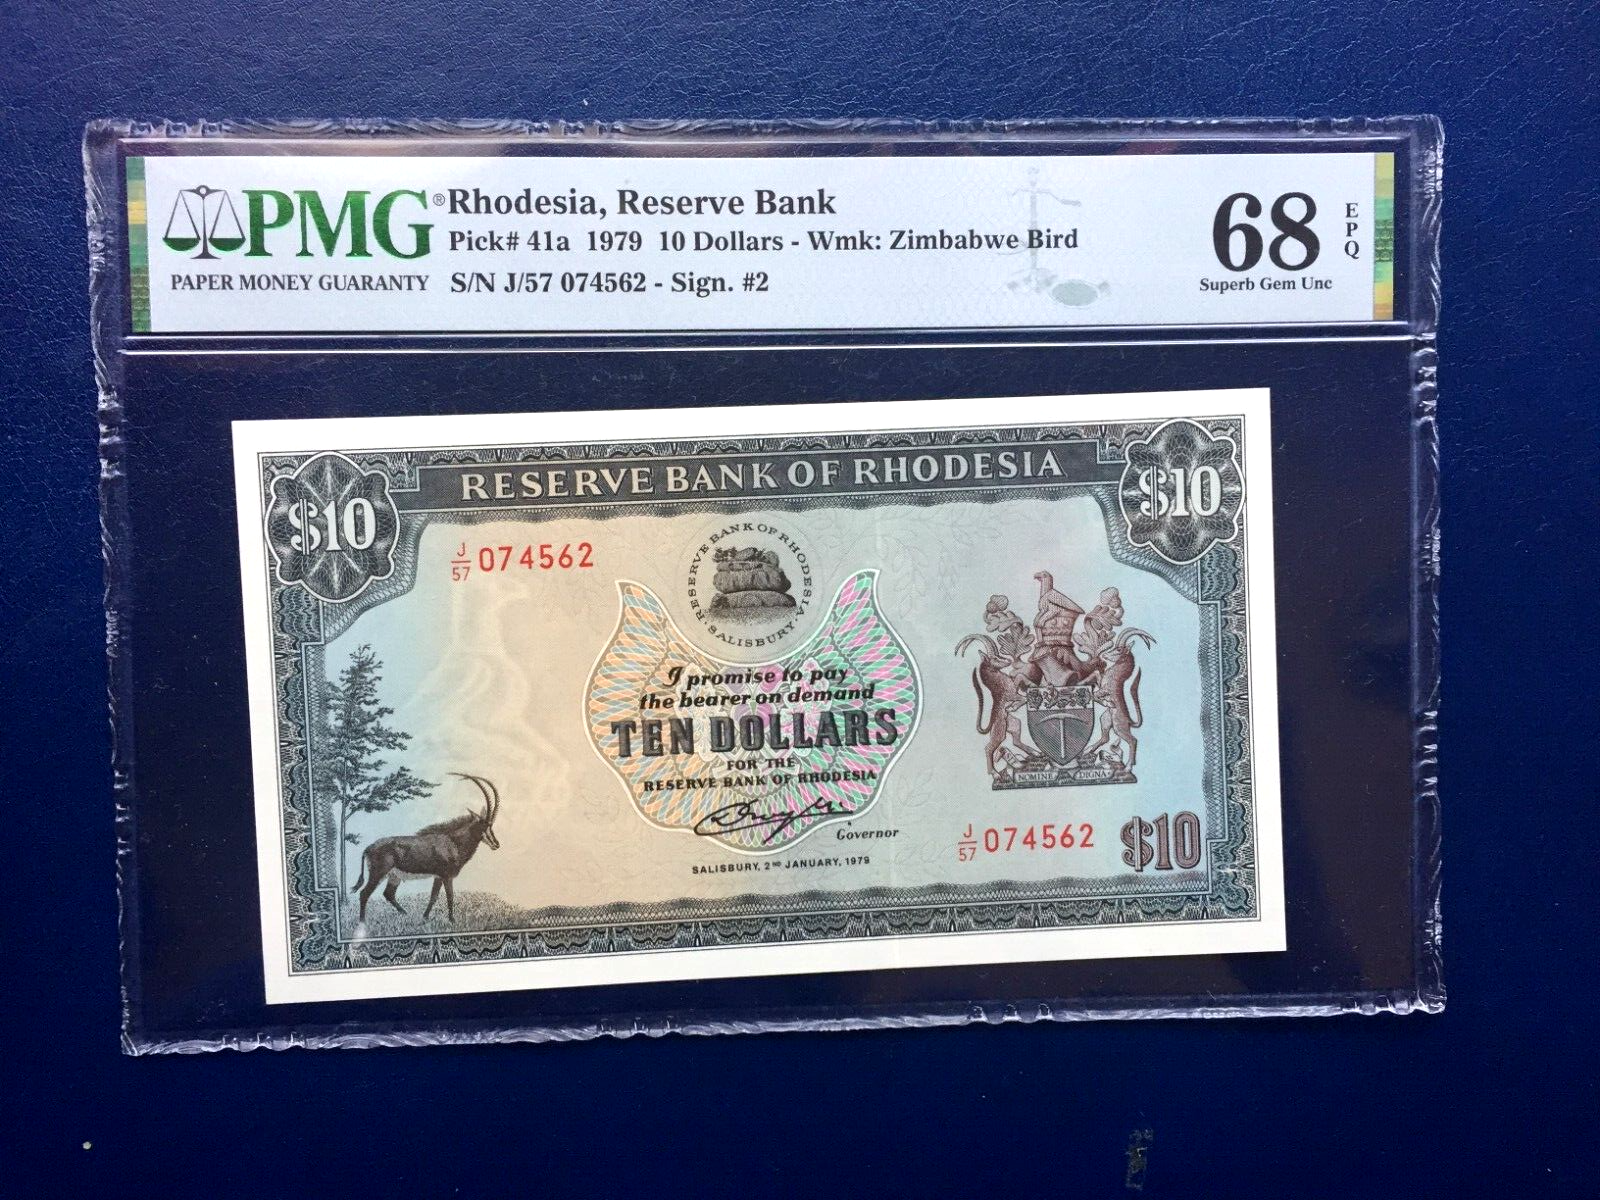 PMG®
PAPER MONEY GUARANTY
Rhodesia, Reserve Bank
Pick# 41a 1979 10 Dollars - Wmk: Zimbabwe Bird
S/N J/57 074562 - Sign. #2
68
EPQ
Superb Gem Unc
RESERVE BANK OF RHODESIA
$10
$10
J/57 074562
RESERVE BANK OF RHODESIA
SALISBURY
I promise to pay
the bearer on demand
TEN DOLLARS
FOR THE
RESERVE BANK OF RHODESIA
Governor
SALISBURY, 2ND JANUARY, 1979
NOMINE DIGNA
J/57 074562
$10